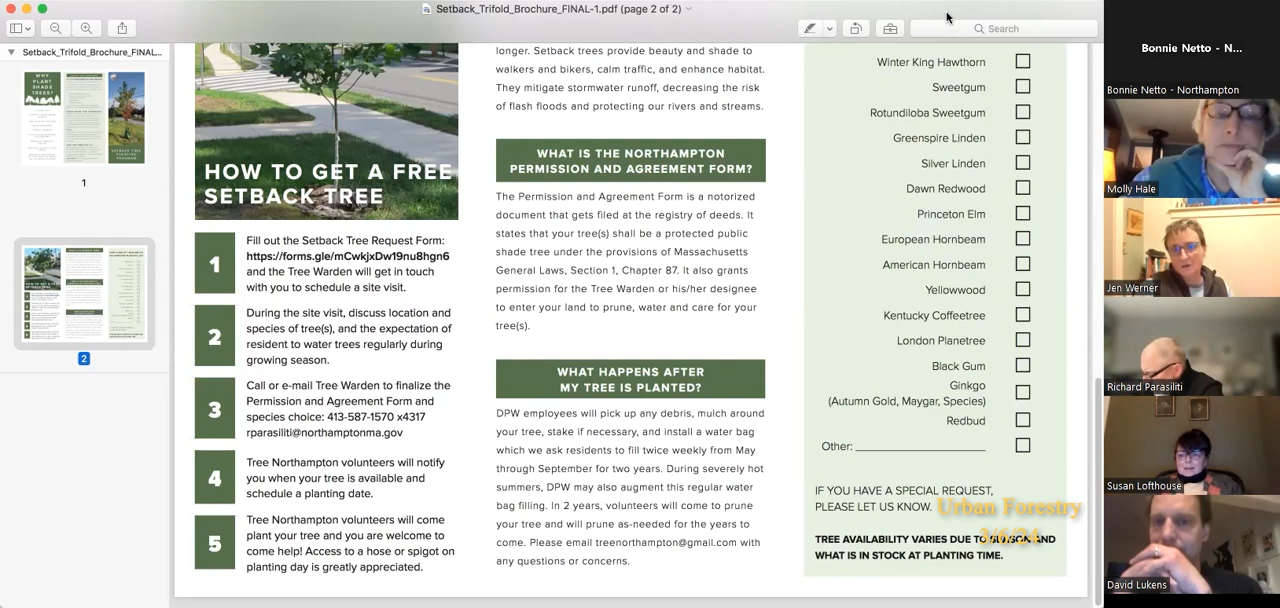 Setback_Trifold_Brochure_FINAL-1.pdf (page 2 of 2)
Search
Setback_Trifold_Brochure_FINAL...
1
2
HOW TO GET A FREE
SETBACK TREE
1
Fill out the Setback Tree Request Form:
https://forms.gle/mCwkjxDw19nu8hgn6
and the Tree Warden will get in touch
with you to schedule a site visit.
2
During the site visit, discuss location and
species of tree(s), and the expectation of
resident to water trees regularly during
growing season.
3
Call or e-mail Tree Warden to finalize the
Permission and Agreement Form and
species choice: 413-587-1570 x4317
rparasiliti@northamptonma.gov
4
Tree Northampton volunteers will notify
you when your tree is available and
schedule a planting date.
5
Tree Northampton volunteers will come
plant your tree and you are welcome to
come help! Access to a hose or spigot on
planting day is greatly appreciated.
longer. Setback trees provide beauty and shade to
walkers and bikers, calm traffic, and enhance habitat.
They mitigate stormwater runoff, decreasing the risk
of flash floods and protecting our rivers and streams.
WHAT IS THE NORTHAMPTON
PERMISSION AND AGREEMENT FORM?
The Permission and Agreement Form is a notorized
document that gets filed at the registry of deeds. It
states that your tree(s) shall be a protected public
shade tree under the provisions of Massachusetts
General Laws, Section 1, Chapter 87. It also grants
permission for the Tree Warden or his/her designee
to enter your land to prune, water and care for your
tree(s).
WHAT HAPPENS AFTER
MY TREE IS PLANTED?
DPW employees will pick up any debris, mulch around
your tree, stake if necessary, and install a water bag
which we ask residents to fill twice weekly from May
through September for two years. During severely hot
summers, DPW may also augment this regular water
bag filling. In 2 years, volunteers will come to prune
your tree and will prune as-needed for the years to
come. Please email treenorthampton@gmail.com with
any questions or concerns.
Winter King Hawthorn
Sweetgum
Rotundiloba Sweetgum
Greenspire Linden
Silver Linden
Dawn Redwood
Princeton Elm
European Hornbeam
American Hornbeam
Yellowwood
Kentucky Coffeetree
London Planetree
Black Gum
Ginkgo
(Autumn Gold, Maygar, Species)
Redbud
Other:
IF YOU HAVE A SPECIAL REQUEST,
PLEASE LET US KNOW.
Urban Forestry
3/6/24
TREE AVAILABILITY VARIES DUE TO SEASON AND
WHAT IS IN STOCK AT PLANTING TIME.
Bonnie Netto - N...
Bonnie Netto - Northampton
Molly Hale
Jen Werner
Richard Parasiliti
Susan Lofthouse
David Lukens